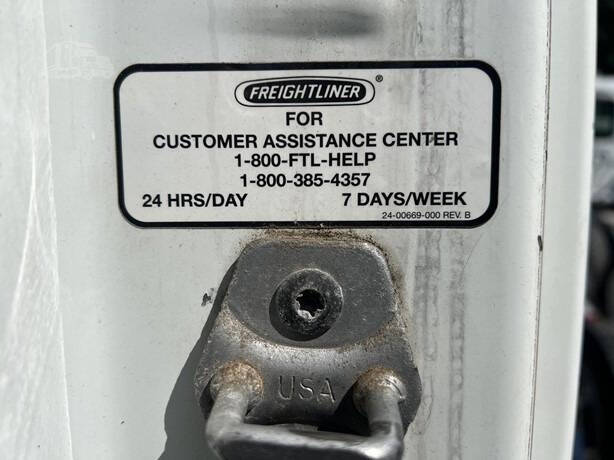 FREIGHTLINER ®
FOR
CUSTOMER ASSISTANCE CENTER
1-800-FTL-HELP
1-800-385-4357
24 HRS/DAY 7 DAYS/WEEK
24-00669-000 REV. B
USA